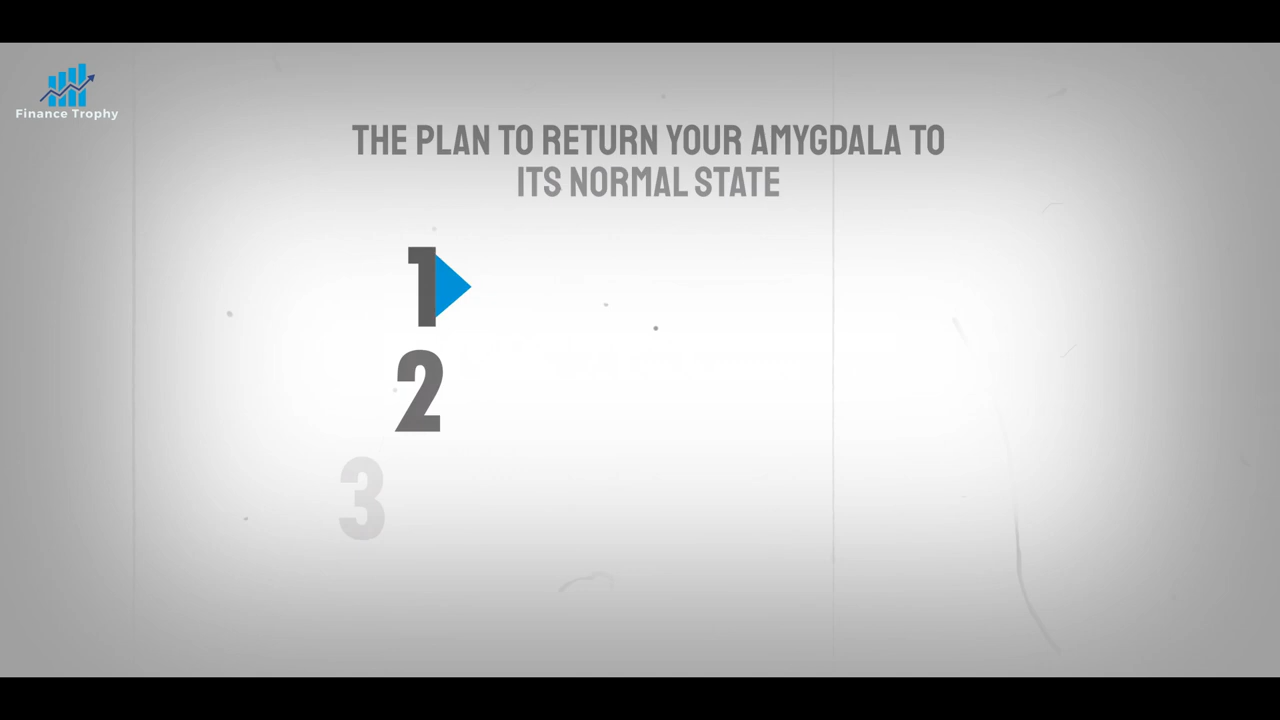 Finance Trophy
THE PLAN TO RETURN YOUR AMYGDALA TO
ITS NORMAL STATE
1
2
3